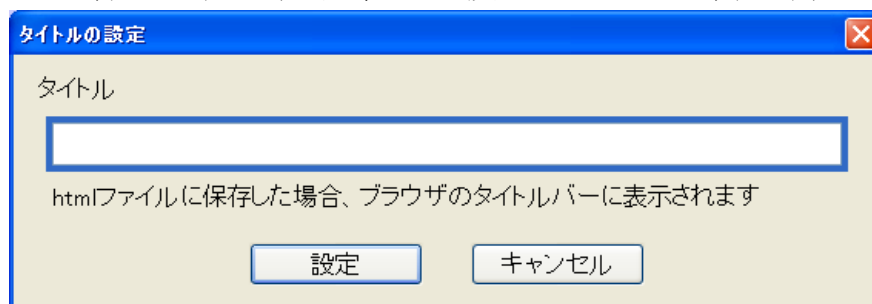 タイトルの設定
タイトル
htmlファイルに保存した場合、ブラウザのタイトルバーに表示されます
設定 キャンセル